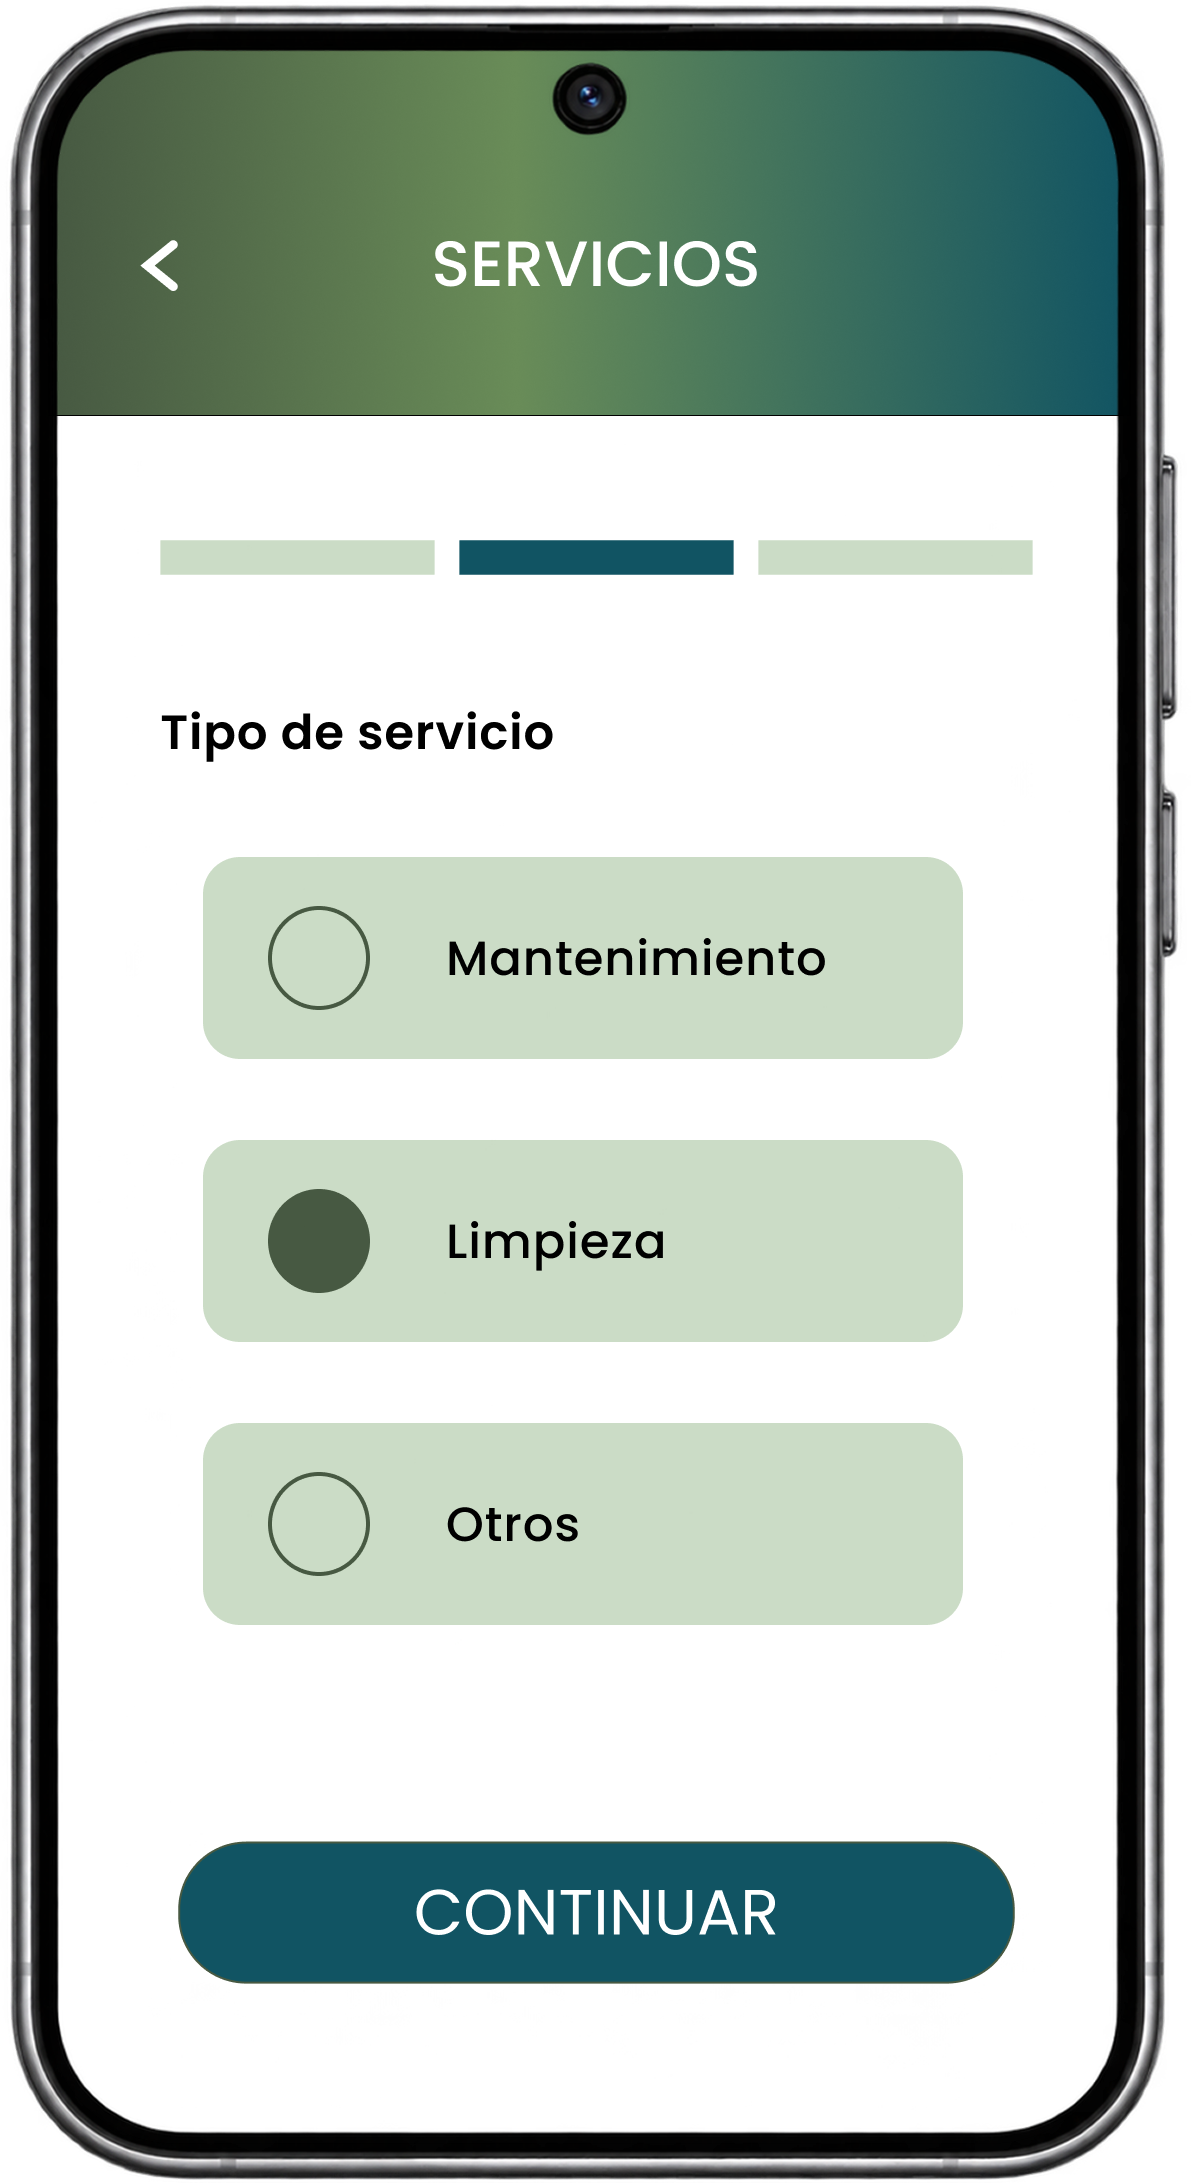 SERVICIOS
Tipo de servicio
Mantenimiento
Limpieza
Otros
CONTINUAR